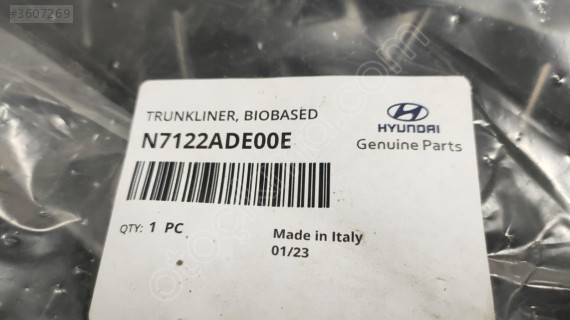 #3607269
TRUNKLINER, BIOBASED
N7122ADE00E
HYUNDAI
Genuine Parts
QTY: 1 PC
Made in Italy
01/23